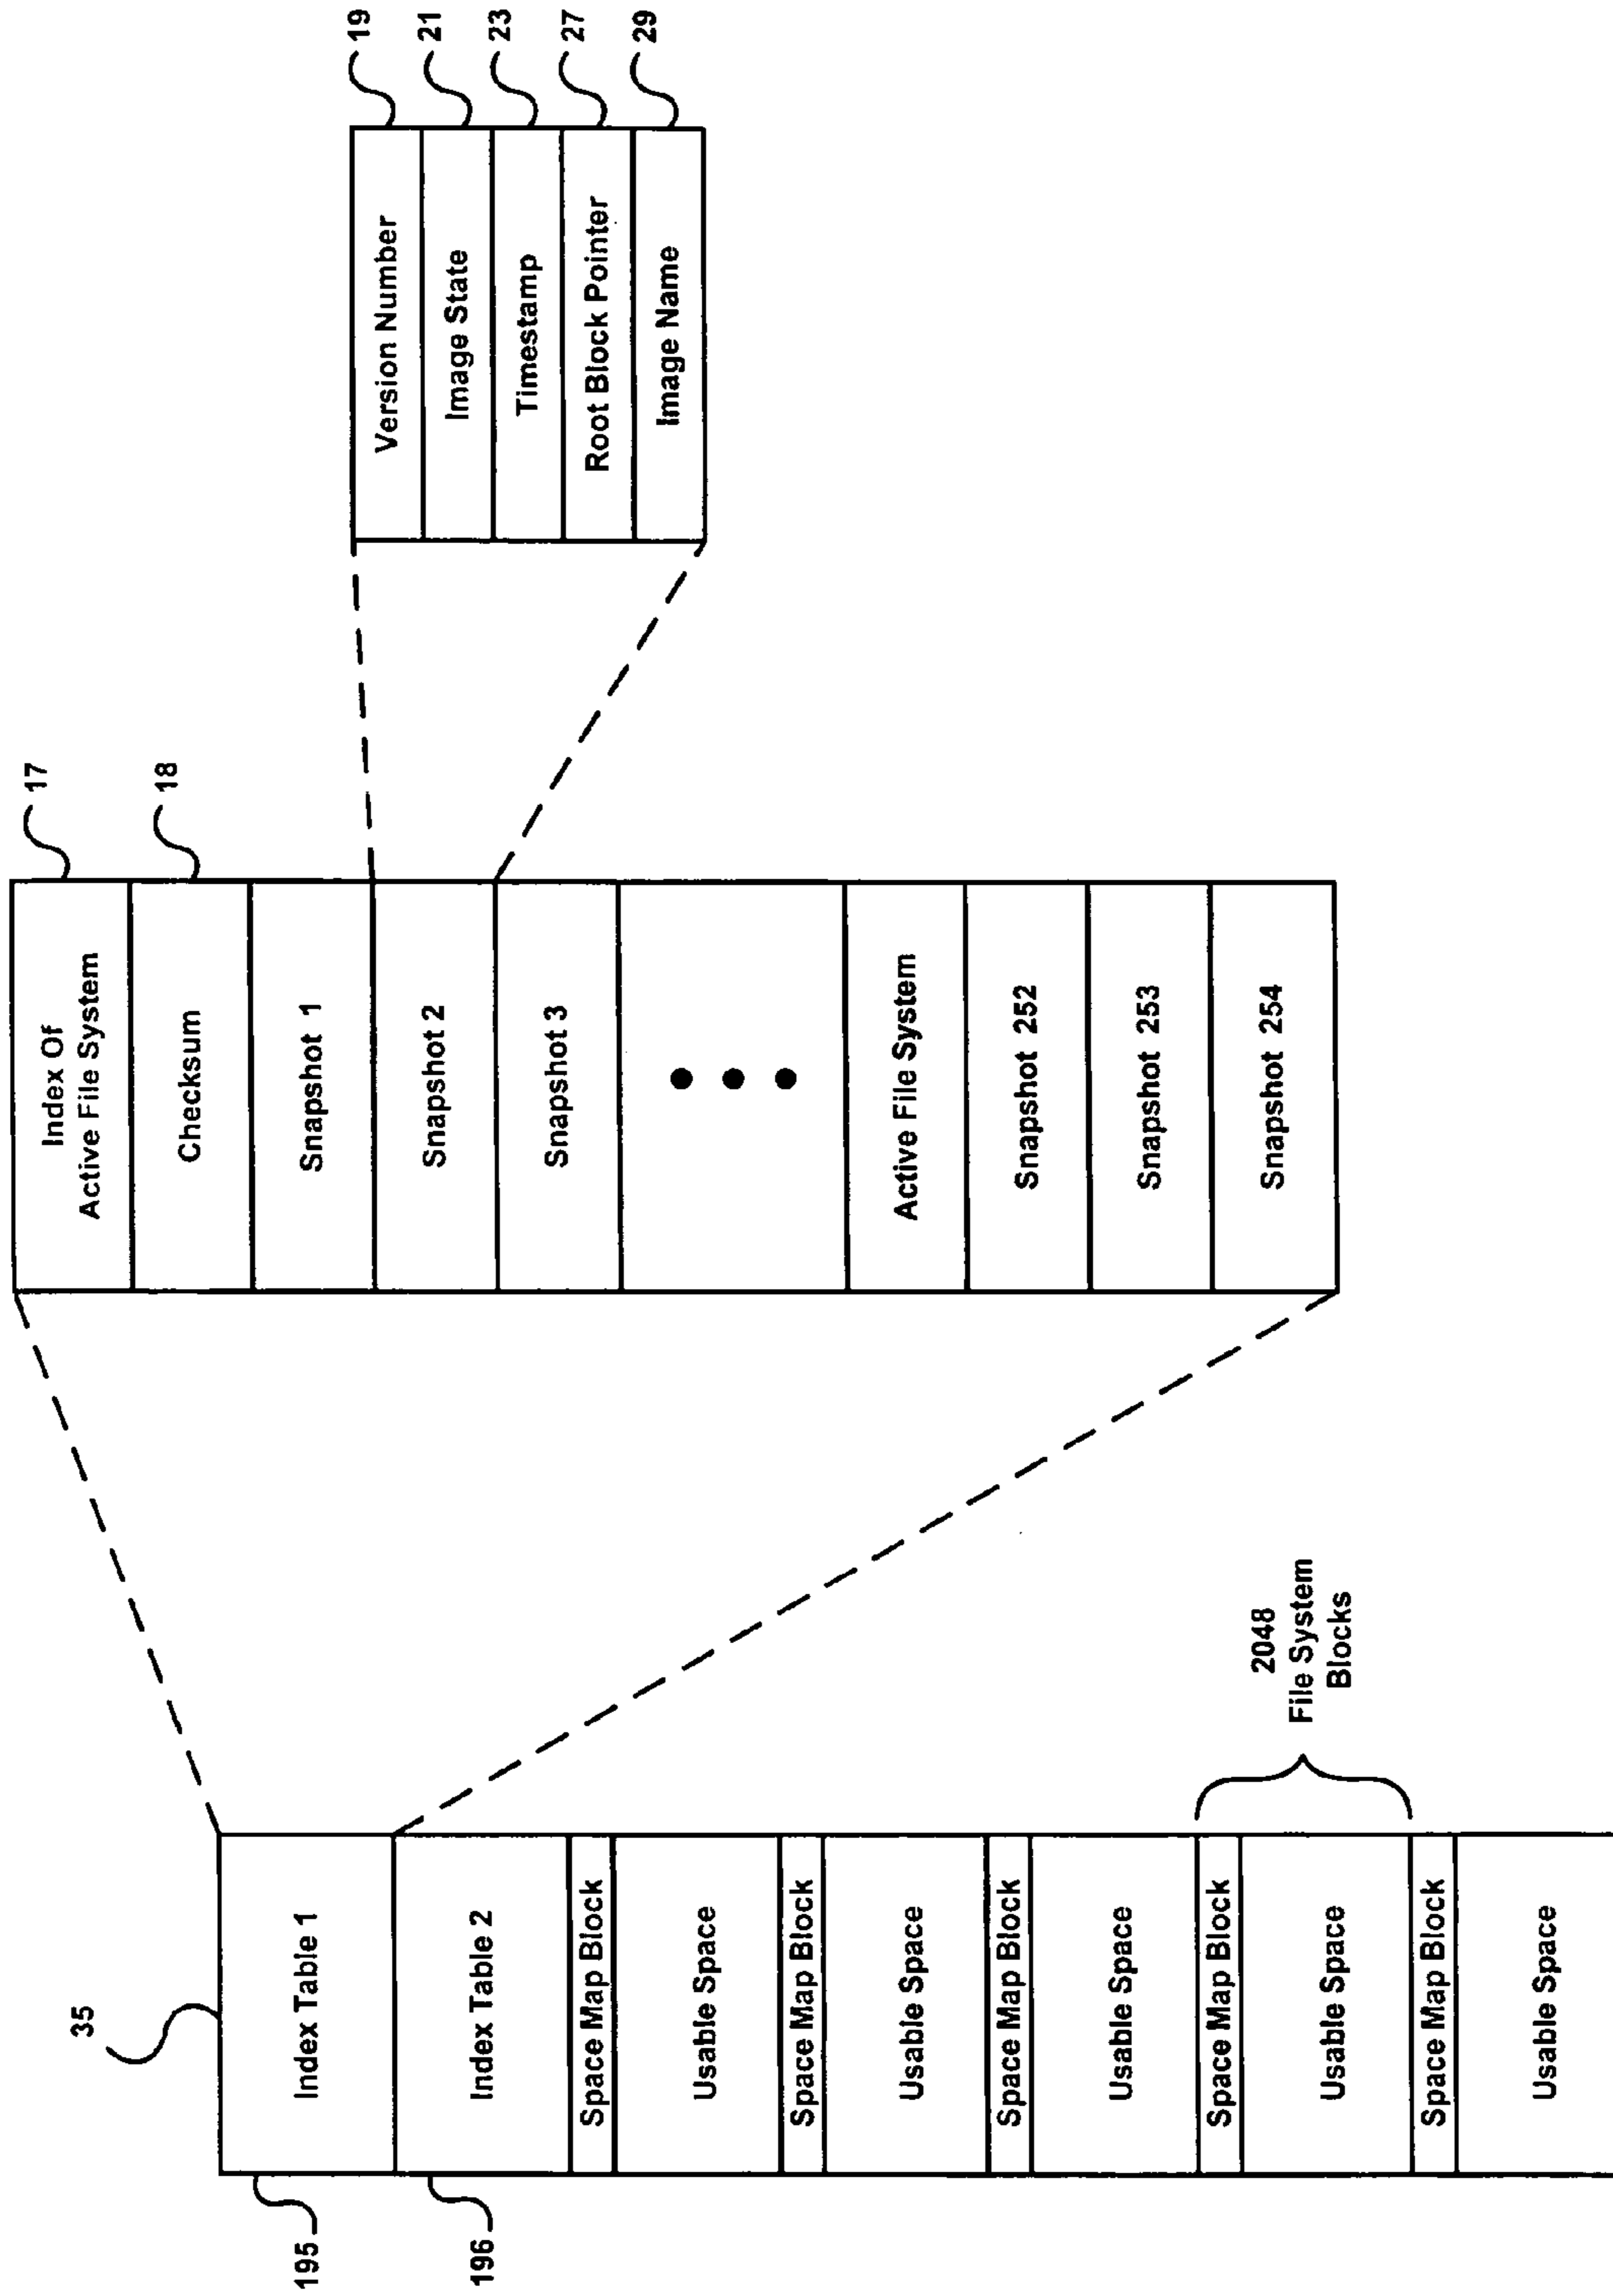 35
195
196
Index Table 1
Index Table 2
Space Map Block
Usable Space
Space Map Block
Usable Space
Space Map Block
Usable Space
Space Map Block
Usable Space
Space Map Block
Usable Space
2048
File System
Blocks
Index Of
Active File System
17
Checksum
18
Snapshot 1
Snapshot 2
Snapshot 3
Active File System
Snapshot 252
Snapshot 253
Snapshot 254
Version Number
19
Image State
21
Timestamp
23
Root Block Pointer
27
Image Name
29